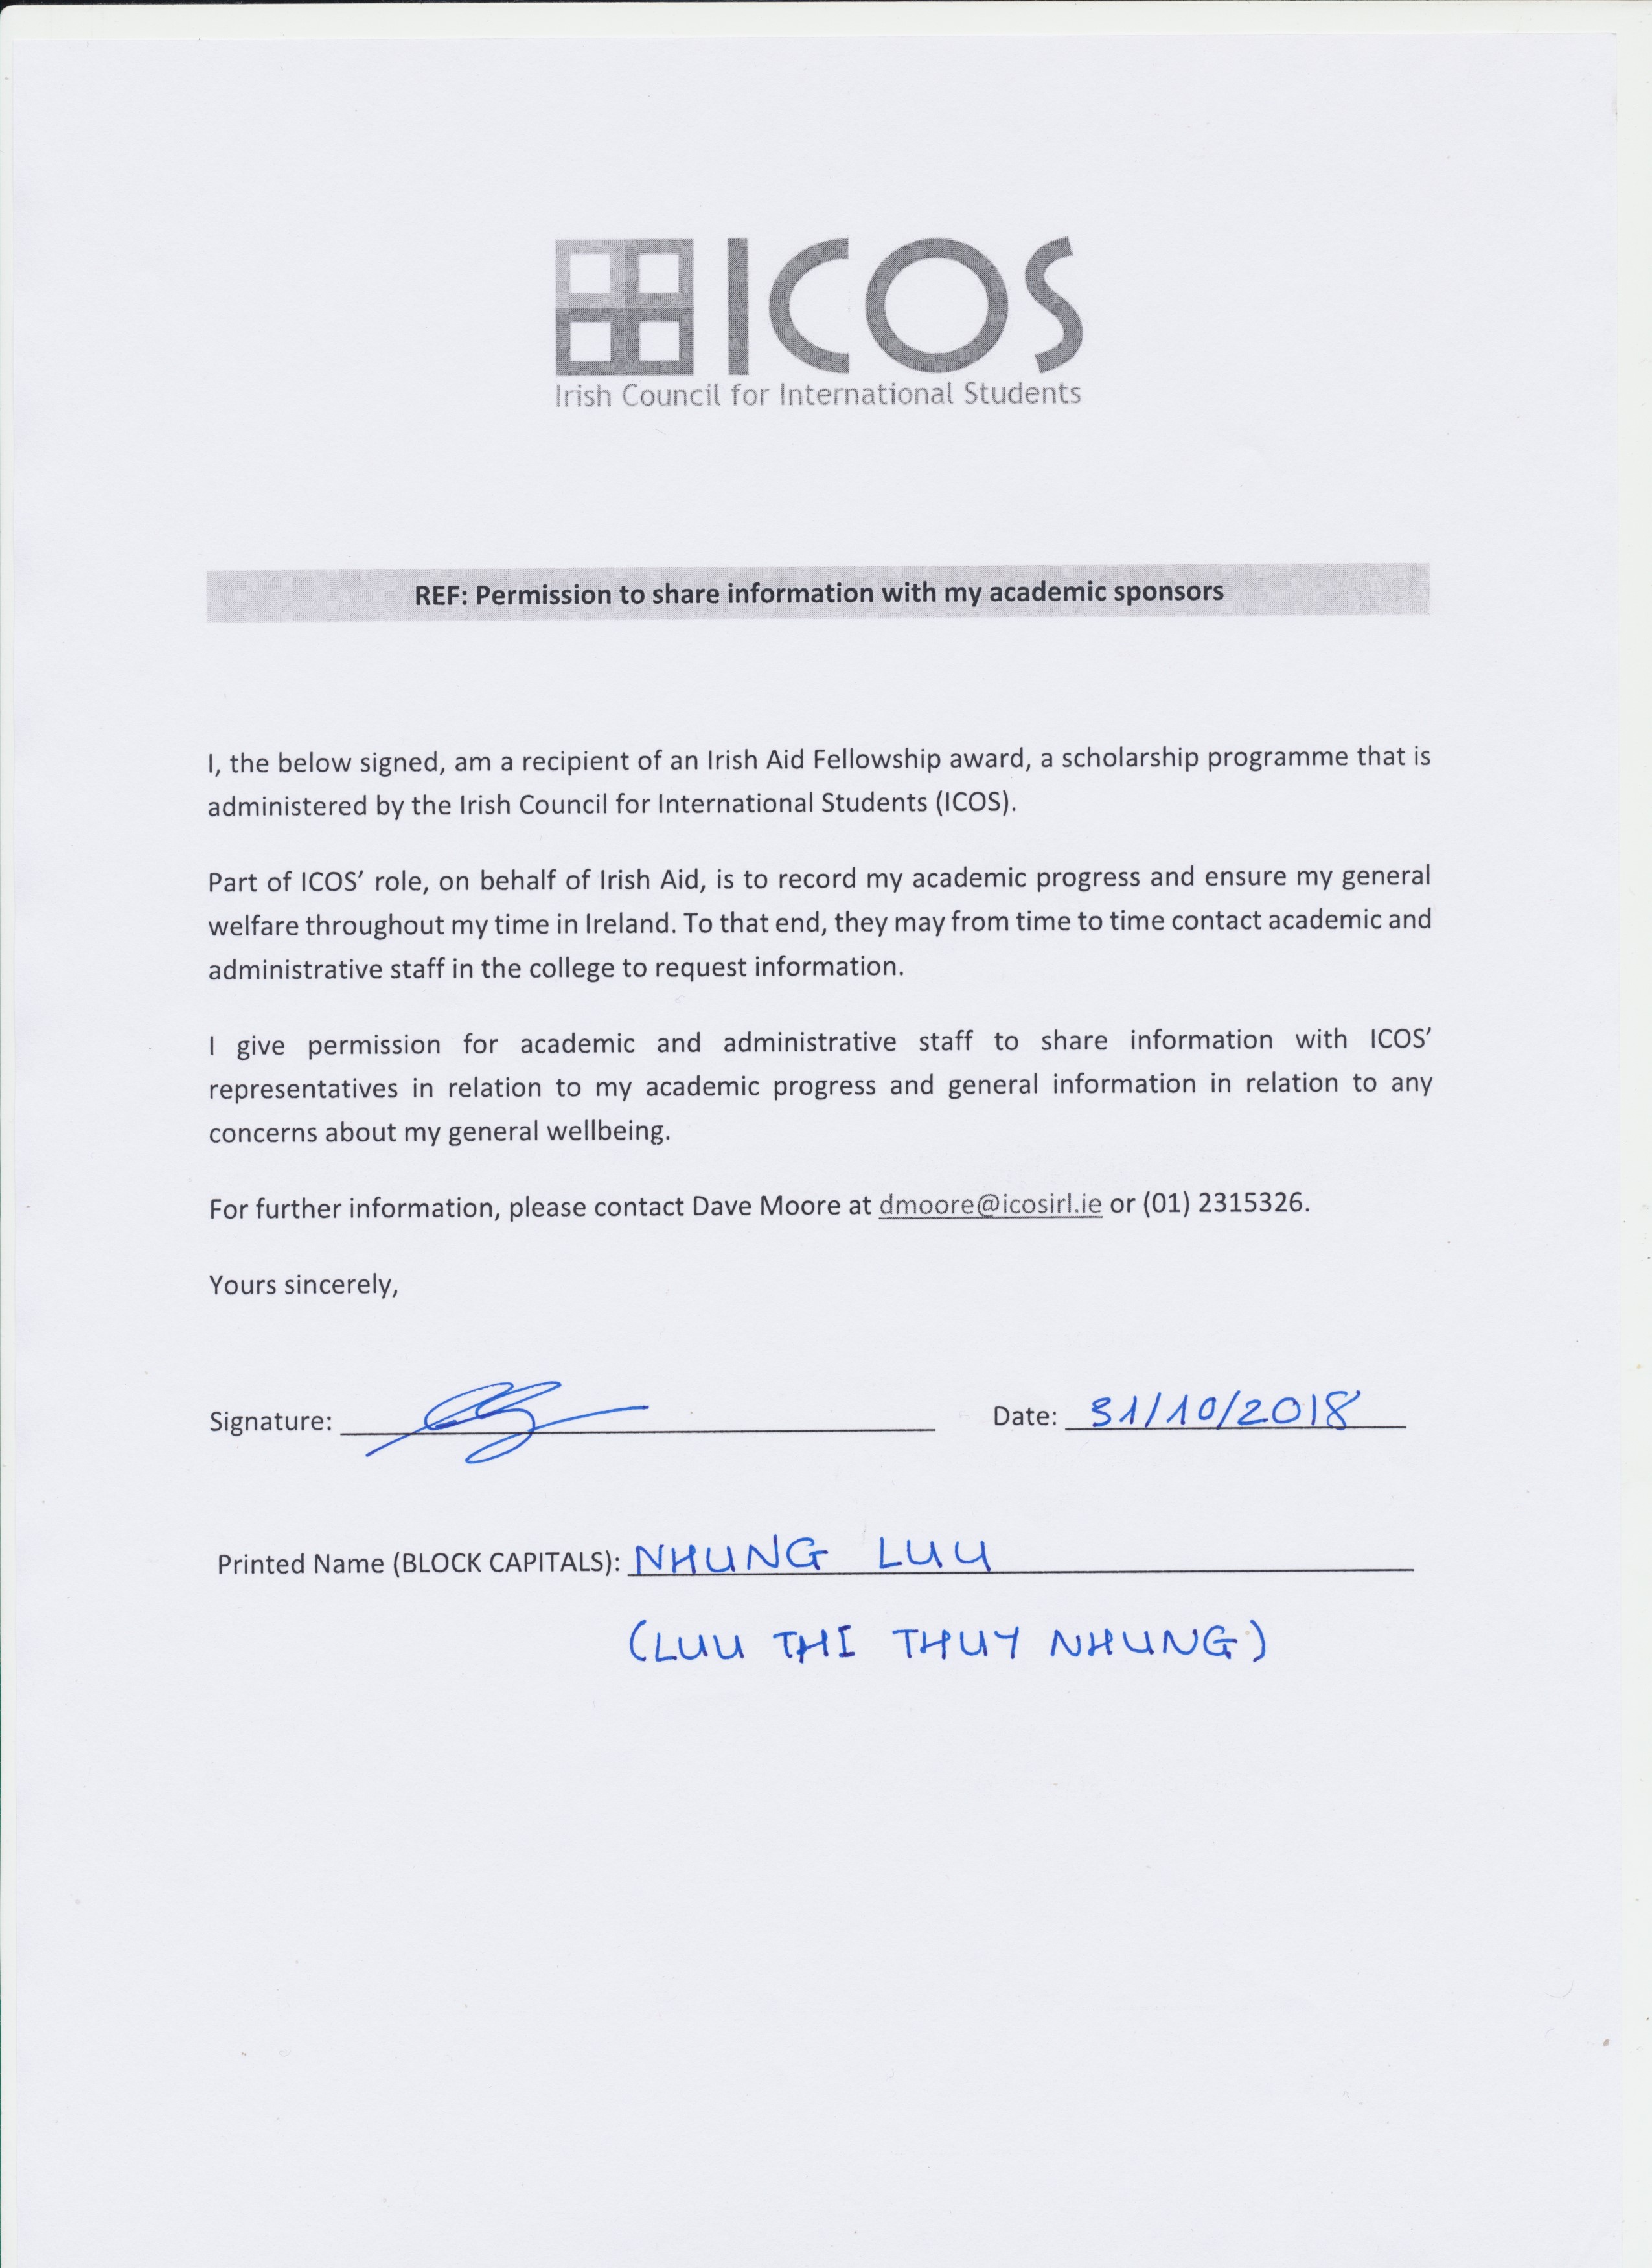 ICOS
Irish Council for International Students
REF: Permission to share information with my academic sponsors
I, the below signed, am a recipient of an Irish Aid Fellowship award, a scholarship programme that is
administered by the Irish Council for International Students (ICOS).
Part of ICOS’ role, on behalf of Irish Aid, is to record my academic progress and ensure my general
welfare throughout my time in Ireland. To that end, they may from time to time contact academic and
administrative staff in the college to request information.
I give permission for academic and administrative staff to share information with ICOS’
representatives in relation to my academic progress and general information in relation to any
concerns about my general wellbeing.
For further information, please contact Dave Moore at dmoore@icosirl.ie or (01) 2315326.
Yours sincerely,
Signature: Date: 31/10/2018
Printed Name (BLOCK CAPITALS): NHUNG LUU
(LUU THI THUY NHUNG)